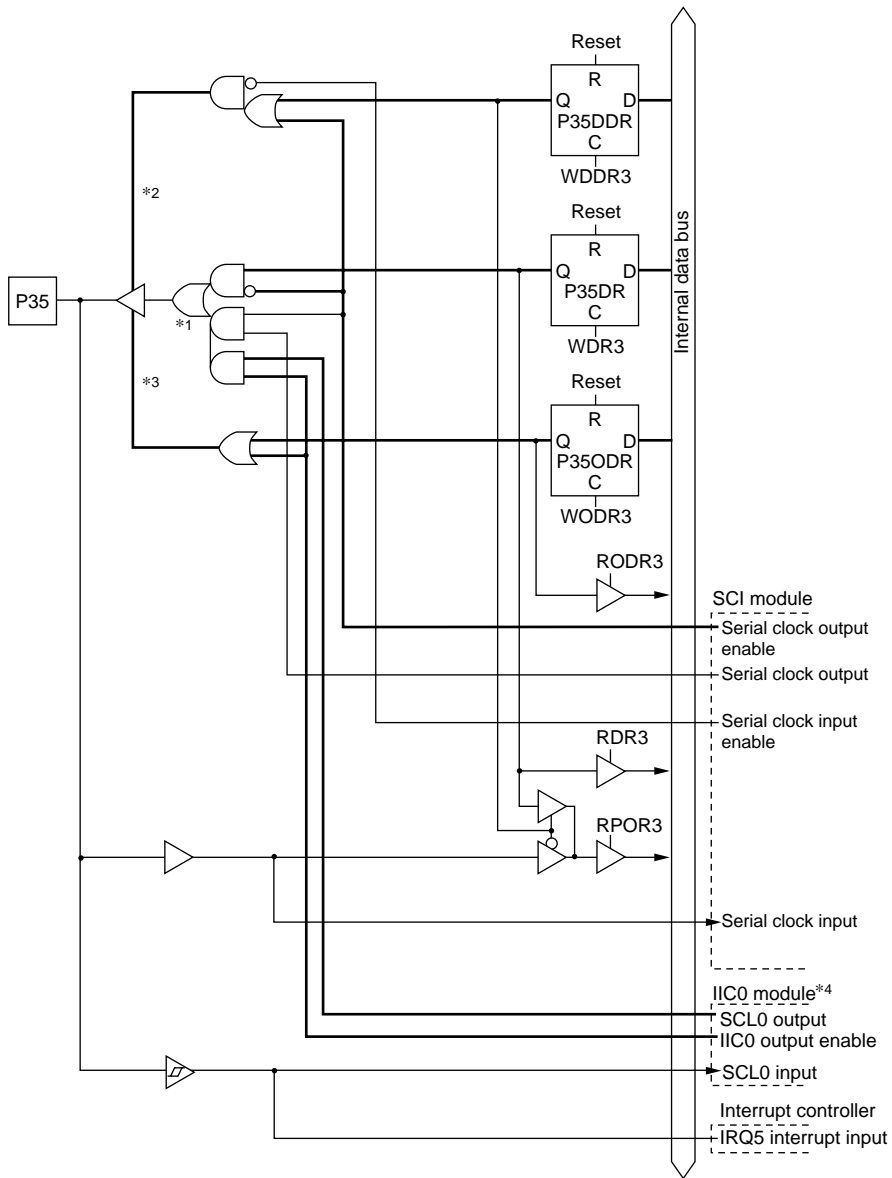 Reset
R
Q
D
P35DDR
C
WDDR3
*2
Reset
R
Q
D
P35DR
C
WDR3
Internal data bus
P35
*1
*3
Reset
R
Q
D
P35ODR
C
WODR3
RODR3
SCI module
Serial clock output
enable
Serial clock output
Serial clock input
enable
RDR3
RPOR3
Serial clock input
IIC0 module*4
SCL0 output
IIC0 output enable
SCL0 input
Interrupt controller
IRQ5 interrupt input